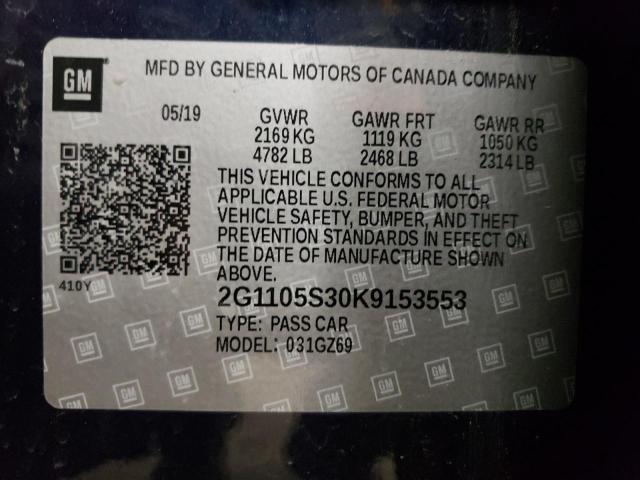 GM
MFD BY GENERAL MOTORS OF CANADA COMPANY
05/19 GVWR GAWR FRT GAWR RR
2169 KG 1119 KG 1050 KG
4782 LB 2468 LB 2314 LB
THIS VEHICLE CONFORMS TO ALL
APPLICABLE U.S. FEDERAL MOTOR
VEHICLE SAFETY, BUMPER, AND THEFT
PREVENTION STANDARDS IN EFFECT ON
THE DATE OF MANUFACTURE SHOWN
ABOVE.
410Y
2G1105S30K9153553
TYPE: PASS CAR
MODEL: 031GZ69